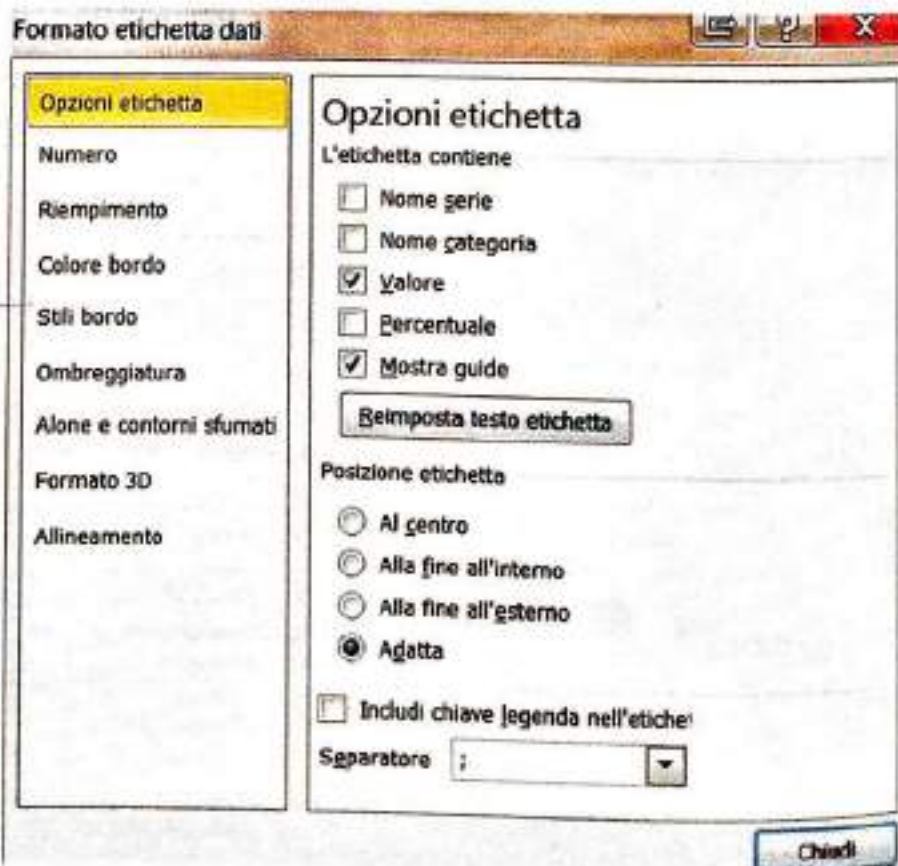 Formato etichetta dati
Opzioni etichetta
Numero
Riempimento
Colore bordo
Stili bordo
Ombreggiatura
Alone e contorni sfumati
Formato 3D
Allineamento
Opzioni etichetta
L'etichetta contiene
Nome serie
Nome categoria
Valore
Percentuale
Mostra guide
Reimposta testo etichetta
Posizione etichetta
Al centro
Alla fine all'interno
Alla fine all'esterno
Adatta
Includi chiave legenda nell'etichet
Separatore ;
Chiudi